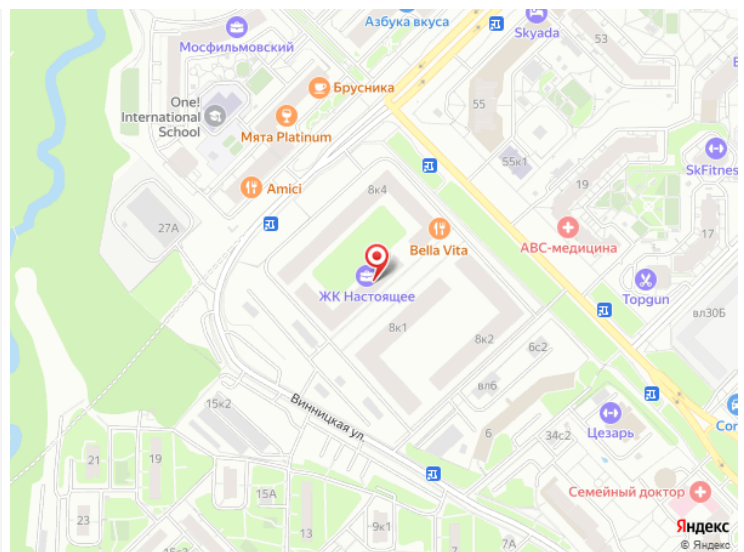 Азбука вкуса
Skyada
Мосфильмовский
53
Брусника
One!
International
School
55
Мята Platinum
55к1
SkFitness
Amici
8к4
19
27А
17
Bella Vita
АВС-медицина
ЖК Настоящее
Topgun
вл30Б
8к1
8к2
6с2
вл6
15к2
Винницкая ул.
Цезарь
6
34с2
21
19
15А
Семейный доктор
23
13
9к1
Яндекс
7А
15к3
© Яндекс